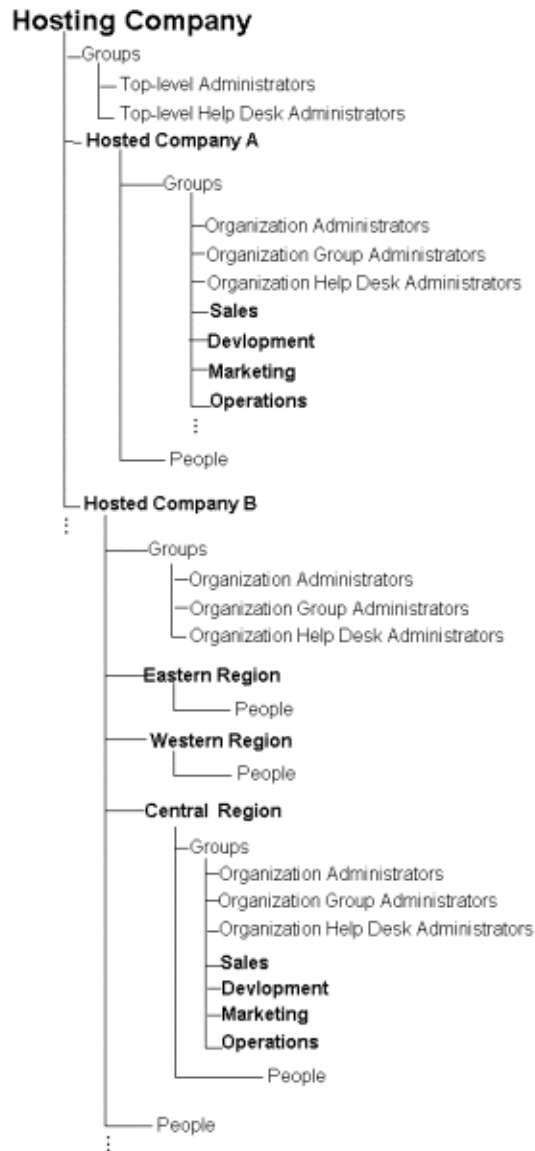 Hosting Company
Groups
Top-level Administrators
Top-level Help Desk Administrators
Hosted Company A
Groups
Organization Administrators
Organization Group Administrators
Organization Help Desk Administrators
Sales
Devlopment
Marketing
Operations
People
Hosted Company B
Groups
Organization Administrators
Organization Group Administrators
Organization Help Desk Administrators
Eastern Region
People
Western Region
People
Central Region
Groups
Organization Administrators
Organization Group Administrators
Organization Help Desk Administrators
Sales
Devlopment
Marketing
Operations
People
People